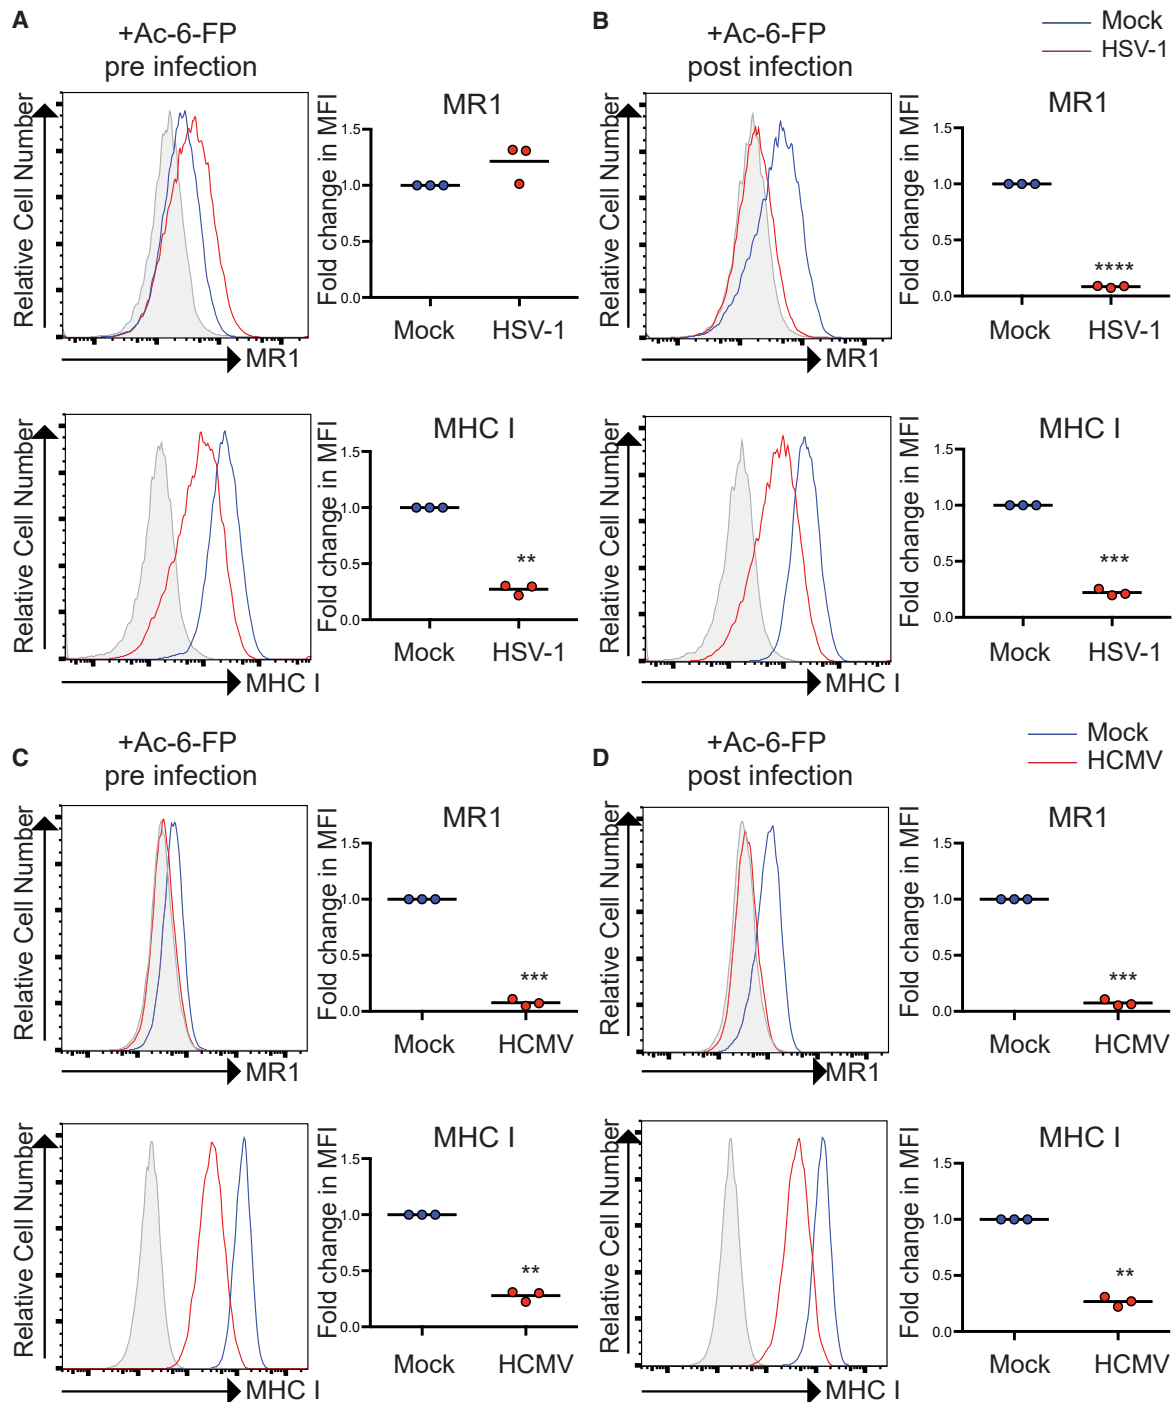 A
+Ac-6-FP
pre infection
Relative Cell Number
MR1
MR1
Fold change in MFI
1.5
1.0
0.5
0.0
Mock
HSV-1
Relative Cell Number
MHC I
MHC I
Fold change in MFI
1.5
1.0
0.5
0.0
**
Mock
HSV-1
B
+Ac-6-FP
post infection
Mock
HSV-1
Relative Cell Number
MR1
MR1
Fold change in MFI
1.5
1.0
0.5
0.0
****
Mock
HSV-1
Relative Cell Number
MHC I
MHC I
Fold change in MFI
1.5
1.0
0.5
0.0
***
Mock
HSV-1
C
+Ac-6-FP
pre infection
Relative Cell Number
MR1
MR1
Fold change in MFI
1.5
1.0
0.5
0.0
***
Mock
HCMV
Relative Cell Number
MHC I
MHC I
Fold change in MFI
1.5
1.0
0.5
0.0
**
Mock
HCMV
D
+Ac-6-FP
post infection
Mock
HCMV
Relative Cell Number
MR1
MR1
Fold change in MFI
1.5
1.0
0.5
0.0
***
Mock
HCMV
Relative Cell Number
MHC I
MHC I
Fold change in MFI
1.5
1.0
0.5
0.0
**
Mock
HCMV